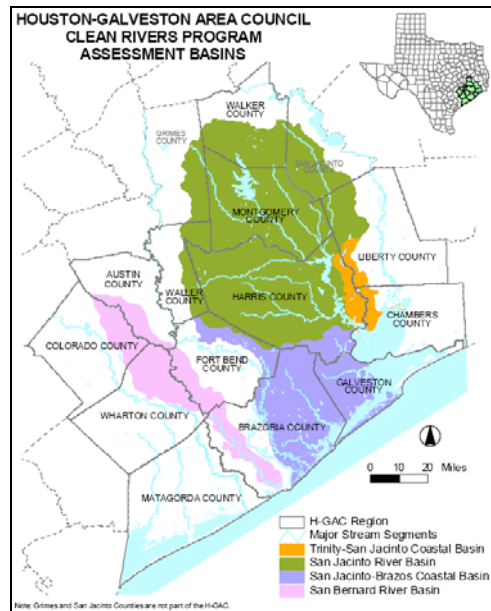 HOUSTON-GALVESTON AREA COUNCIL
CLEAN RIVERS PROGRAM
ASSESSMENT BASINS
WALKER
COUNTY
GRIMES
COUNTY
SAN JACINTO
COUNTY
MONTGOMERY
COUNTY
LIBERTY COUNTY
AUSTIN
COUNTY
WALLER
COUNTY
HARRIS COUNTY
CHAMBERS
COUNTY
COLORADO COUNTY
FORT BEND
COUNTY
GALVESTON
COUNTY
WHARTON COUNTY
BRAZORIA COUNTY
MATAGORDA COUNTY
0 10 20 Miles
H-GAC Region
Major Stream Segments
Trinity-San Jacinto Coastal Basin
San Jacinto River Basin
San Jacinto-Brazos Coastal Basin
San Bernard River Basin
Note: Grimes and San Jacinto Counties are not part of the H-GAC.